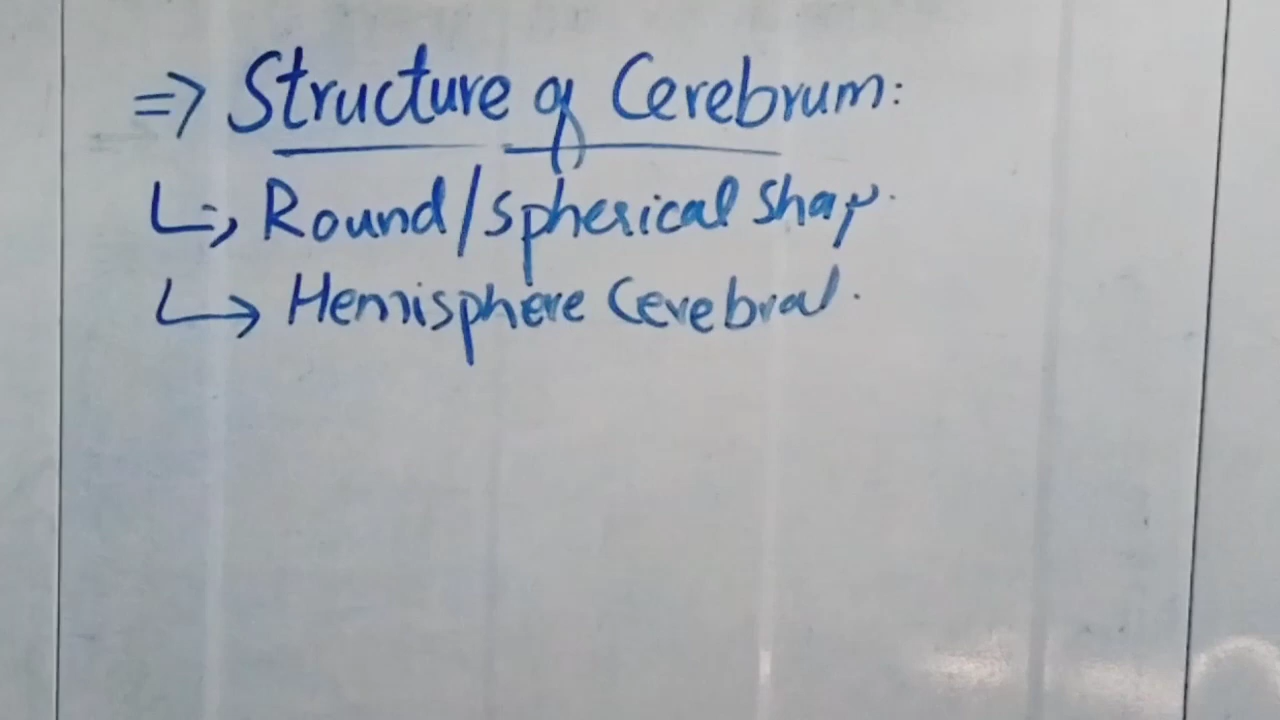 => Structure of Cerebrum:
↳ Round/spherical shap.
↳ Hemisphere Cerebral.